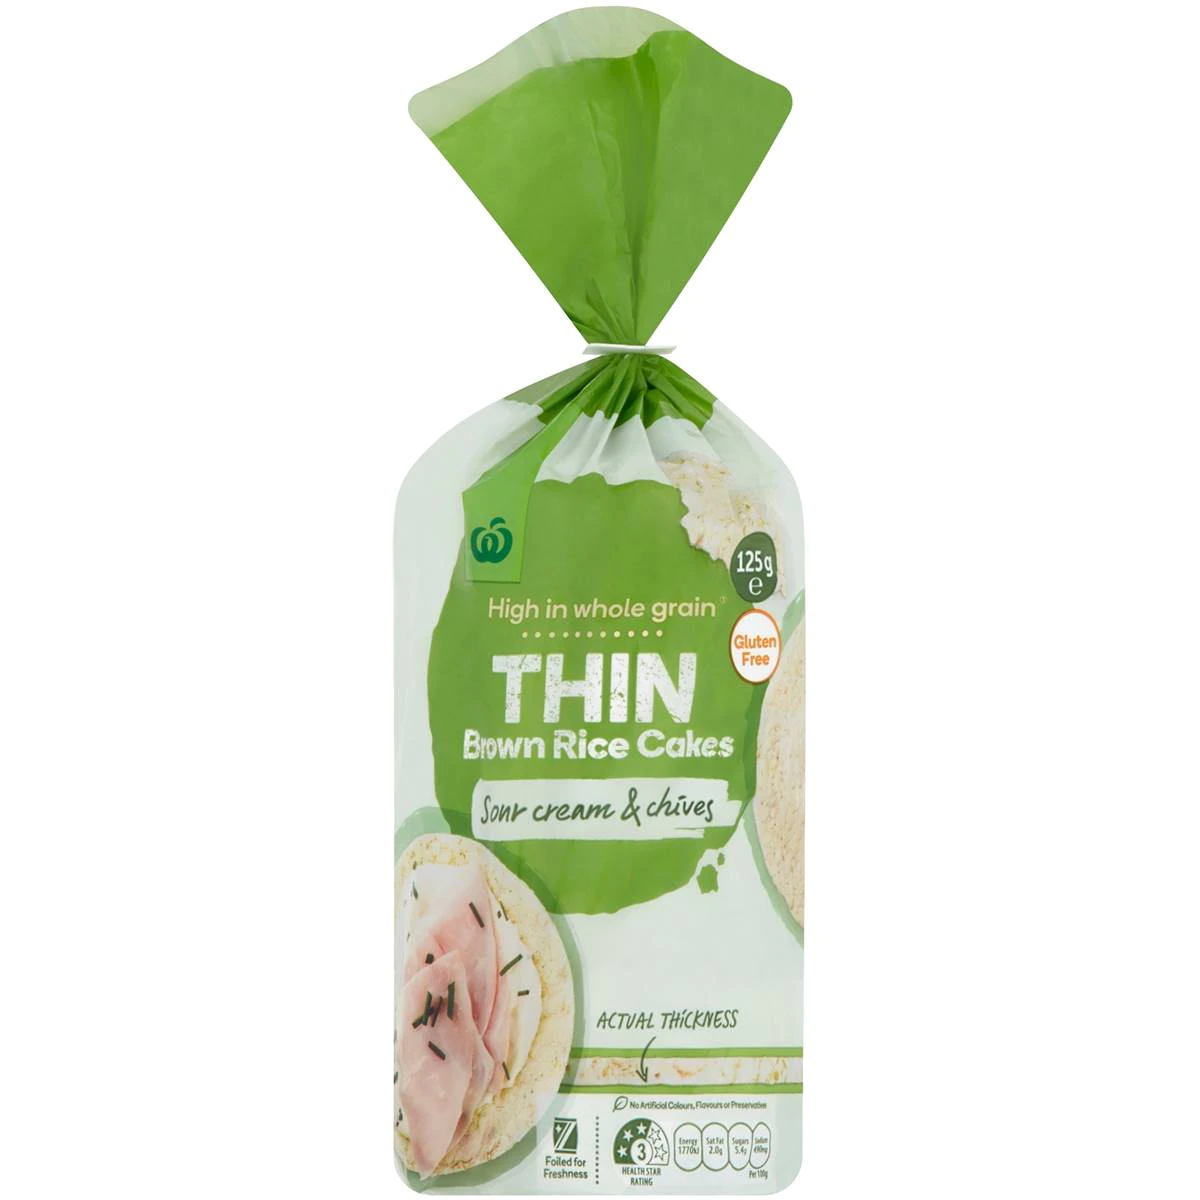 125g
e
High in whole grain
Gluten
Free
THIN
Brown Rice Cakes
Sour cream & chives
ACTUAL THICKNESS
No Artificial Colours, Flavours or Preservative
Foiled for
Freshness
3
HEALTH STAR
RATING
Energy
1770kJ
Sat Fat
2.0g
Sugars
5.4g
Sodium
490mg
Per 100g